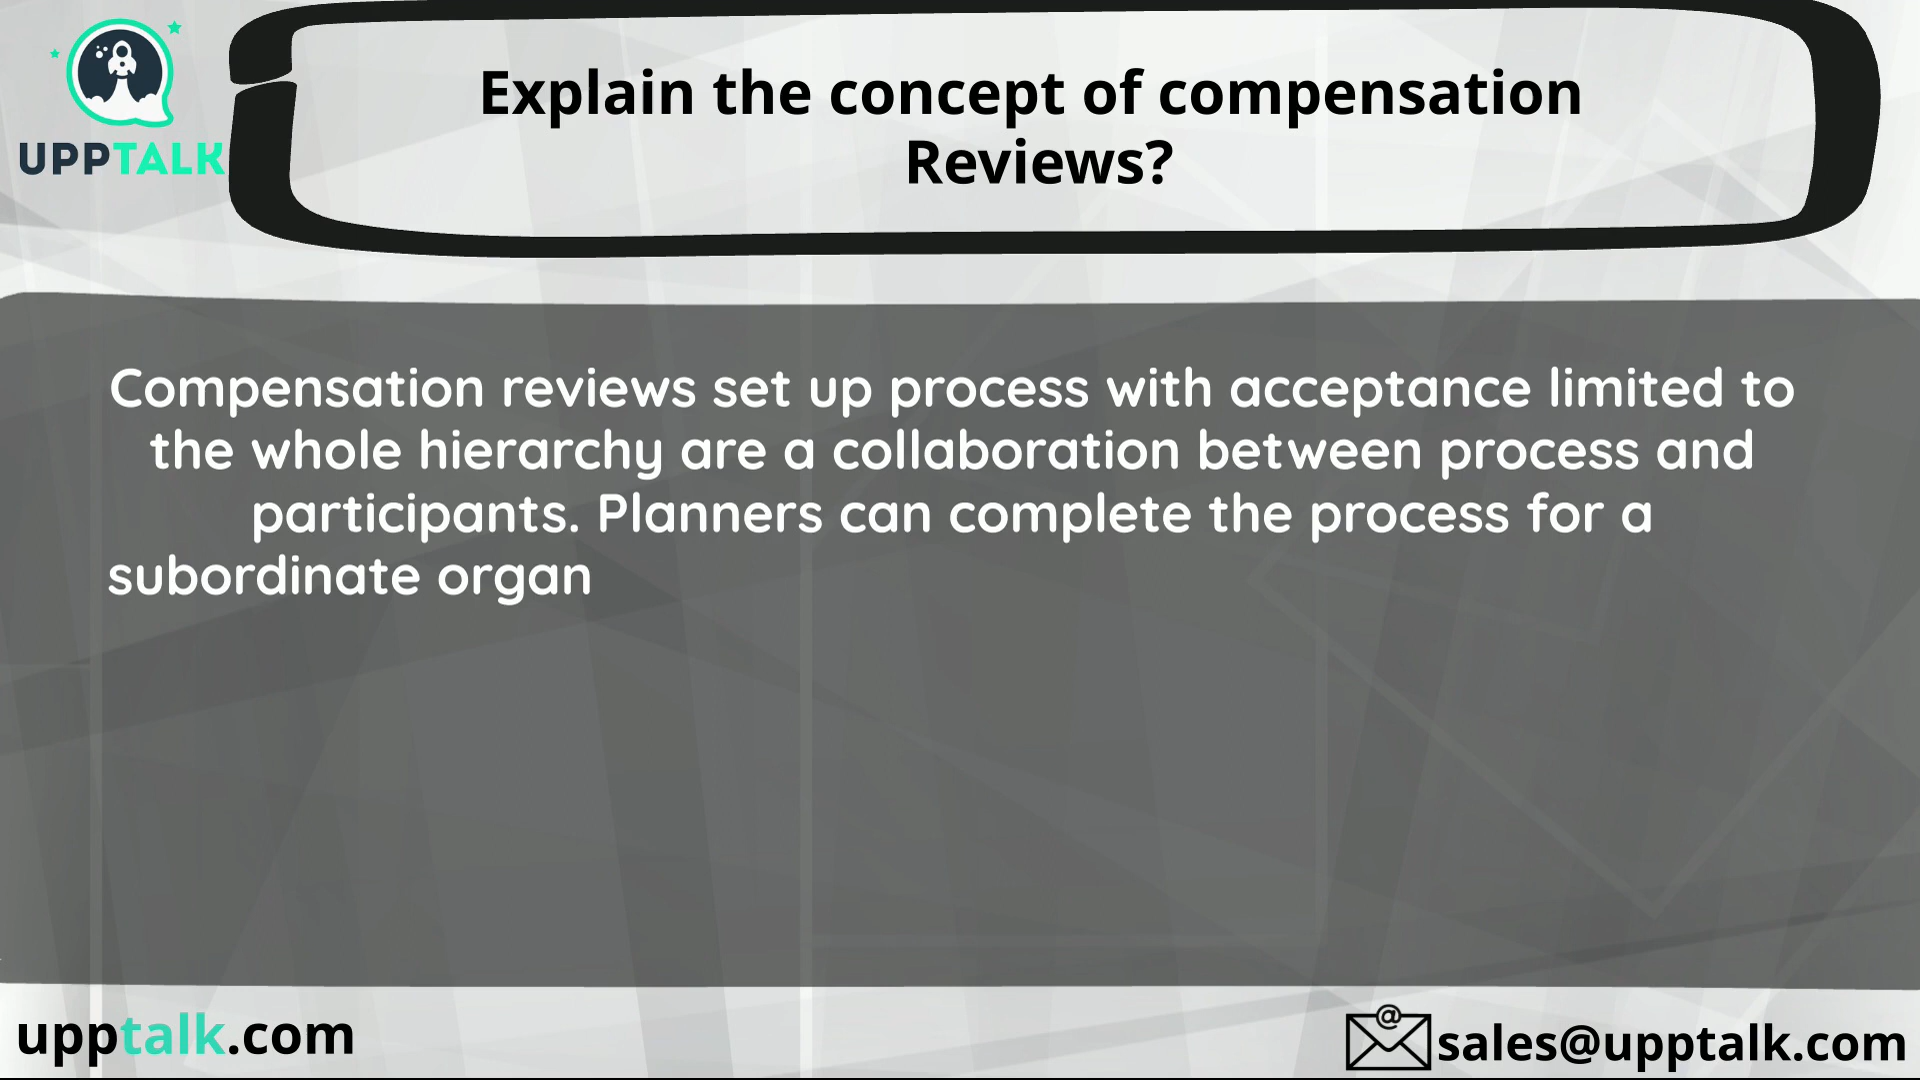 UPPTALK
Explain the concept of compensation
Reviews?
Compensation reviews set up process with acceptance limited to
the whole hierarchy are a collaboration between process and
participants. Planners can complete the process for a
subordinate organ
upptalk.com
@
sales@upptalk.com